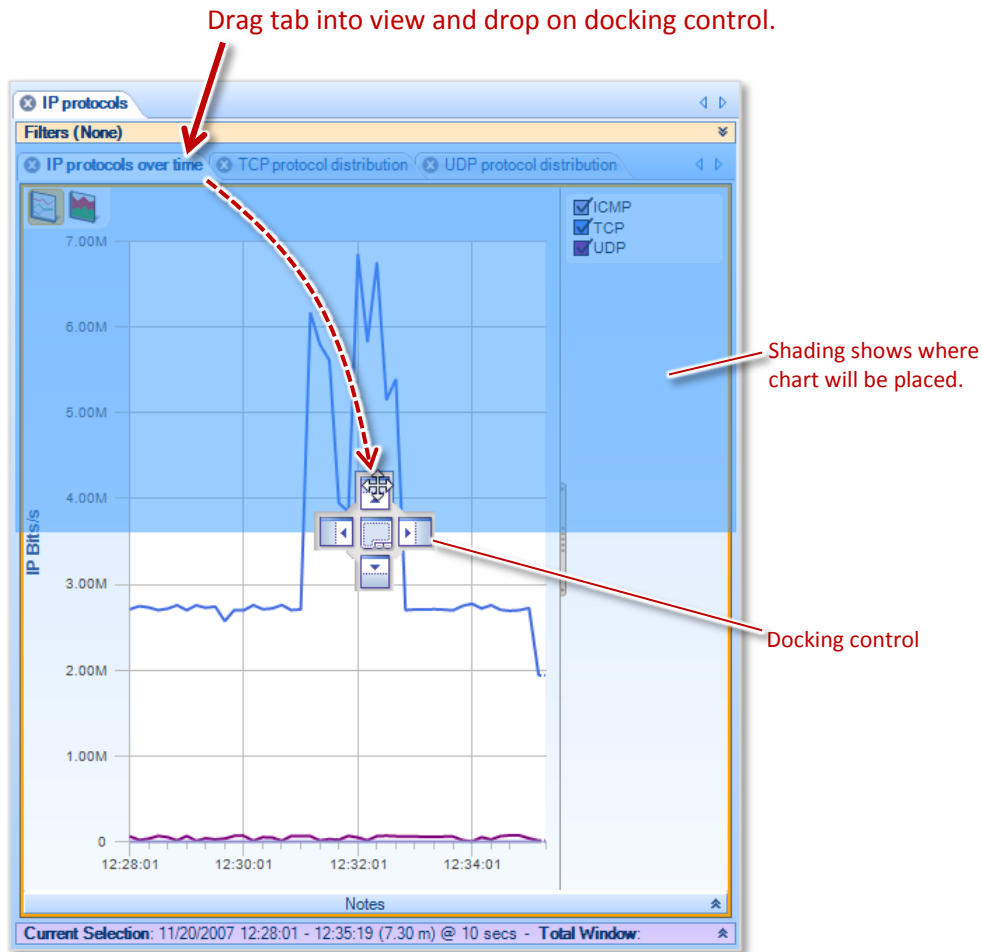 Drag tab into view and drop on docking control.
IP protocols
Filters (None)
IP protocols over time
TCP protocol distribution
UDP protocol distribution
ICMP
TCP
UDP
7.00M
6.00M
5.00M
4.00M
3.00M
2.00M
1.00M
0
IP Bits/s
12:28:01
12:30:01
12:32:01
12:34:01
Shading shows where
chart will be placed.
Docking control
Notes
Current Selection: 11/20/2007 12:28:01 - 12:35:19 (7.30 m) @ 10 secs - Total Window: